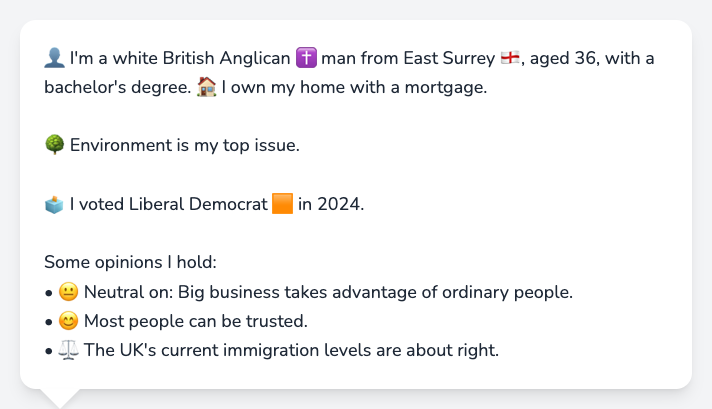 👤 I'm a white British Anglican ✝️ man from East Surrey 🏴󠁧󠁢󠁥󠁮󠁧󠁿, aged 36, with a
bachelor's degree. 🏠 I own my home with a mortgage.
🌳 Environment is my top issue.
🗳️ I voted Liberal Democrat 🟧 in 2024.
Some opinions I hold:
• 😐 Neutral on: Big business takes advantage of ordinary people.
• 😊 Most people can be trusted.
• ⚖️ The UK's current immigration levels are about right.